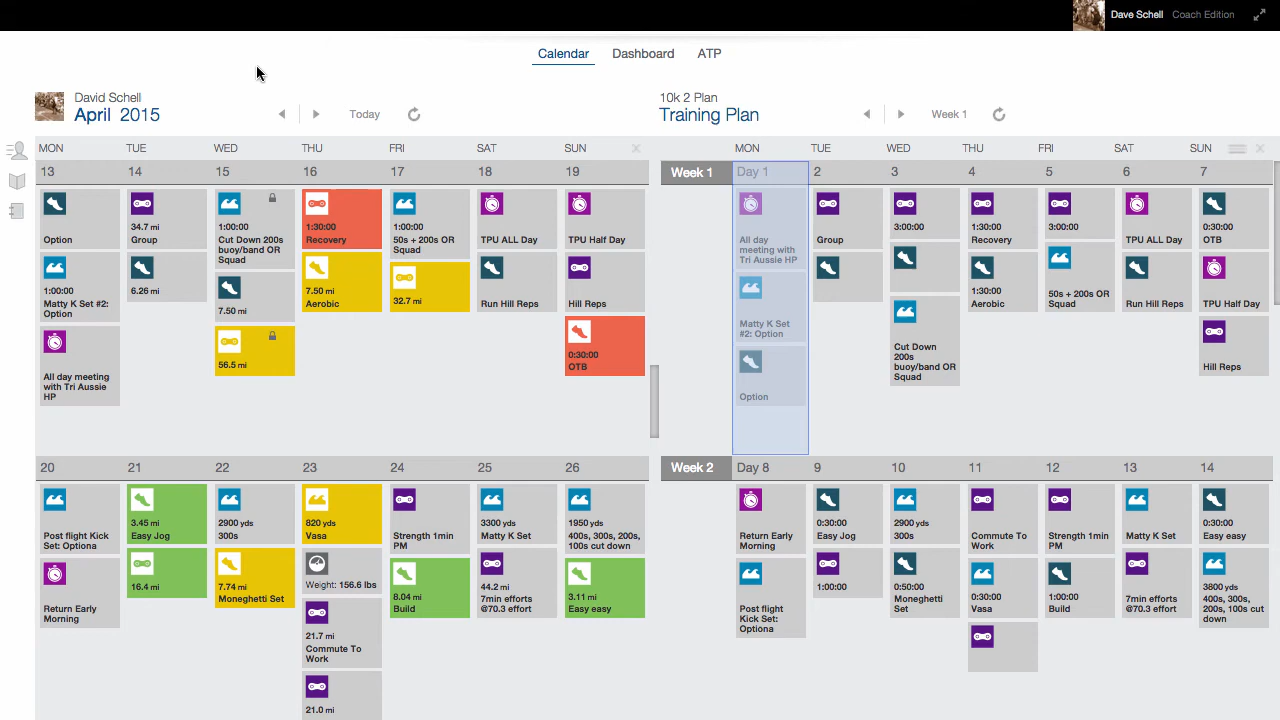 Dave Schell Coach Edition
Calendar Dashboard ATP
David Schell
April 2015
Today
10k 2 Plan
Training Plan
Week 1
MON TUE WED THU FRI SAT SUN
13 14 15 16 17 18 19
Option
1:00:00
Matty K Set
#2: Option
All day
meeting with
Tri Aussie
HP
34.7 mi
Group
6.26 mi
1:00:00
Cut Down 200s
buoy/band OR
Squad
7.50 mi
56.5 mi
1:30:00
Recovery
7.50 mi
Aerobic
1:00:00
50s + 200s OR
Squad
32.7 mi
TPU ALL Day
Run Hill Reps
TPU Half Day
Hill Reps
0:30:00
OTB
20 21 22 23 24 25 26
Post flight Kick
Set: Optiona
Return Early
Morning
3.45 mi
Easy Jog
16.4 mi
2900 yds
300s
7.74 mi
Moneghetti Set
820 yds
Vasa
Weight: 156.6 lbs
21.7 mi
Commute To
Work
21.0 mi
Strength 1min
PM
8.04 mi
Build
3300 yds
Matty K Set
44.2 mi
7min efforts
@70.3 effort
1950 yds
400s, 300s, 200s,
100s cut down
3.11 mi
Easy easy
MON TUE WED THU FRI SAT SUN
Week 1 Day 1 2 3 4 5 6 7
All day
meeting with
Tri Aussie HP
Matty K Set
#2: Option
Option
Group
3:00:00
Cut Down
200s
buoy/band OR
Squad
1:30:00
Recovery
1:30:00
Aerobic
3:00:00
50s + 200s OR
Squad
TPU ALL Day
Run Hill Reps
0:30:00
OTB
TPU Half Day
Hill Reps
Week 2 Day 8 9 10 11 12 13 14
Return Early
Morning
Post flight
Kick Set:
Optiona
0:30:00
Easy Jog
1:00:00
2900 yds
300s
0:50:00
Moneghetti
Set
Commute To
Work
0:30:00
Vasa
Strength 1min
PM
1:00:00
Build
Matty K Set
7min efforts
@70.3 effort
0:30:00
Easy easy
3800 yds
400s, 300s,
200s, 100s cut
down